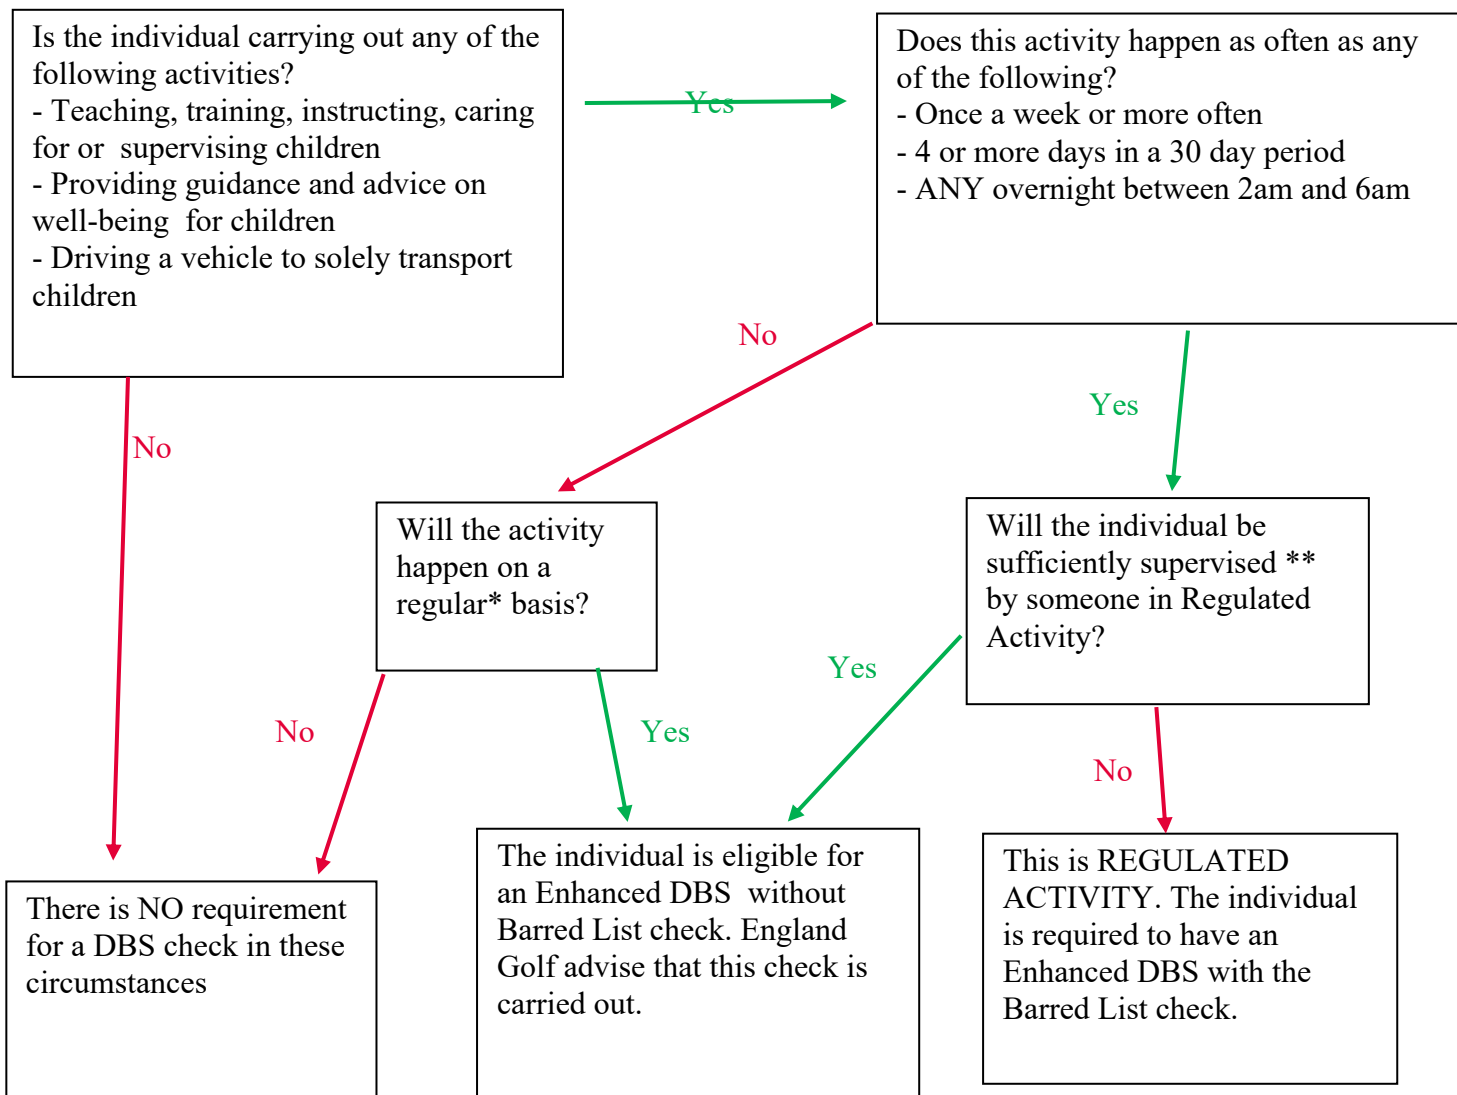 Is the individual carrying out any of the
following activities?
- Teaching, training, instructing, caring
for or  supervising children
- Providing guidance and advice on
well-being  for children
- Driving a vehicle to solely transport
children
Yes
Does this activity happen as often as any
of the following?
- Once a week or more often
- 4 or more days in a 30 day period
- ANY overnight between 2am and 6am
No
Yes
No
Will the activity
happen on a
regular* basis?
Will the individual be
sufficiently supervised **
by someone in Regulated
Activity?
No
Yes
Yes
No
There is NO requirement
for a DBS check in these
circumstances
The individual is eligible for
an Enhanced DBS  without
Barred List check. England
Golf advise that this check is
carried out.
This is REGULATED
ACTIVITY. The individual
is required to have an
Enhanced DBS with the
Barred List check.